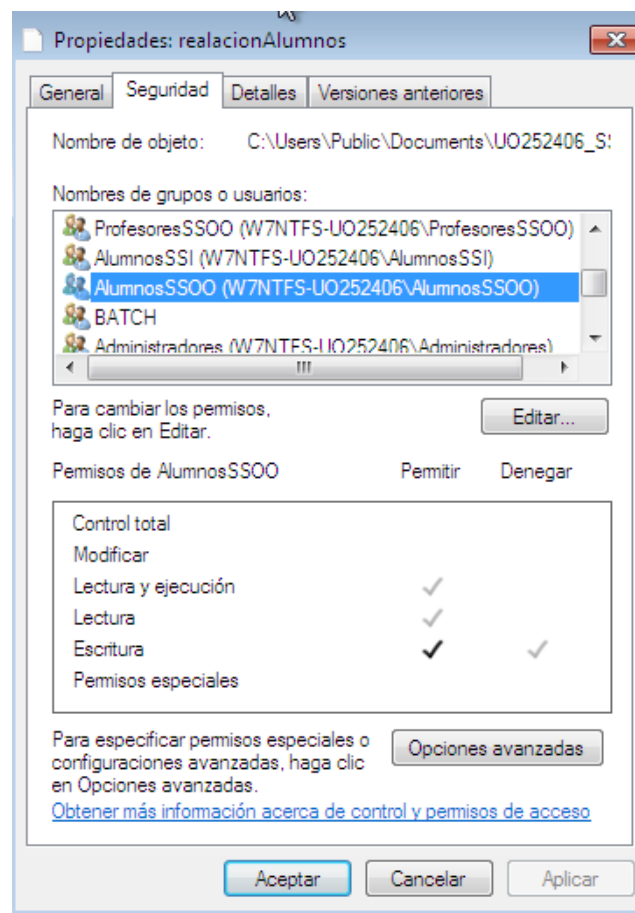 Propiedades: realacionAlumnos
General Seguridad Detalles Versiones anteriores
Nombre de objeto: C:\Users\Public\Documents\UO252406_S
Nombres de grupos o usuarios:
ProfesoresSSOO (W7NTFS-UO252406\ProfesoresSSOO)
AlumnosSSI (W7NTFS-UO252406\AlumnosSSI)
AlumnosSSOO (W7NTFS-UO252406\AlumnosSSOO)
BATCH
Administradores (W7NTFS-UO252406\Administradores)
Para cambiar los permisos,
haga clic en Editar.
Editar...
Permisos de AlumnosSSOO Permitir Denegar
Control total
Modificar
Lectura y ejecución
Lectura
Escritura
Permisos especiales
Para especificar permisos especiales o
configuraciones avanzadas, haga clic
en Opciones avanzadas.
Opciones avanzadas
Obtener más información acerca de control y permisos de acceso
Aceptar Cancelar Aplicar